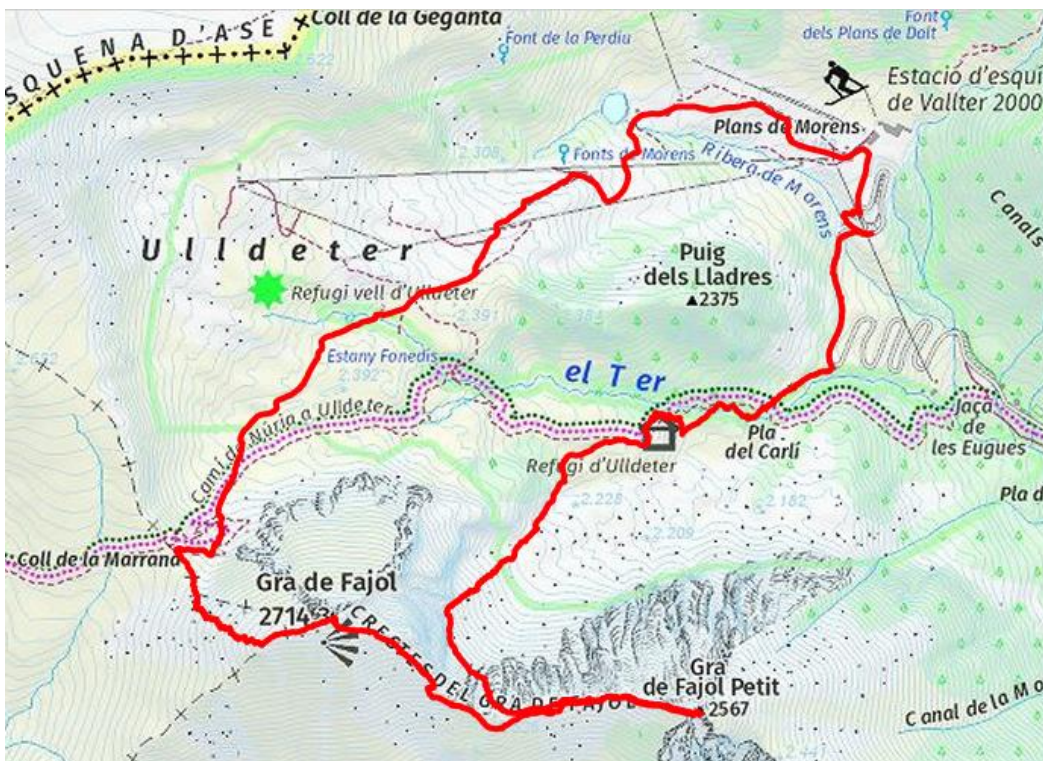 Coll de la Geganta
SQUENA D'ASE
2.622
Font de la Perdiu
Font
dels Plans de Dalt
Estació d'esquí
de Vallter 2000
Plans de Morens
2.308
Fonts de Morens
Ribera de Morens
Canals
Ulldeter
Puig
dels Lladres
2375
Refugi vell d'Ulldeter
2.391
Estany Fonedís
2.392
el Ter
Camí de Núria a Ulldeter
Jaça
de
les Eugues
Pla
del Carlí
Refugi d'Ulldeter
2.228
2.182
2.209
Pla d
Coll de la Marrana
Gra de Fajol
2714
CRESTES DEL GRA DE FAJOL
Gra
de Fajol Petit
2567
Canal de la Mo
2.441